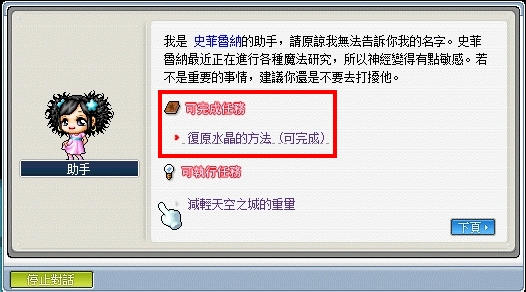 我是 史菲魯納的助手，請原諒我無法告訴你我的名字。史菲
魯納最近正在進行各種魔法研究，所以神經變得有點敏感。若
不是重要的事情，建議你還是不要去打擾他。
可完成任務
復原水晶的方法 (可完成)
助手
可執行任務
減輕天空之城的重量
下頁
停止對話